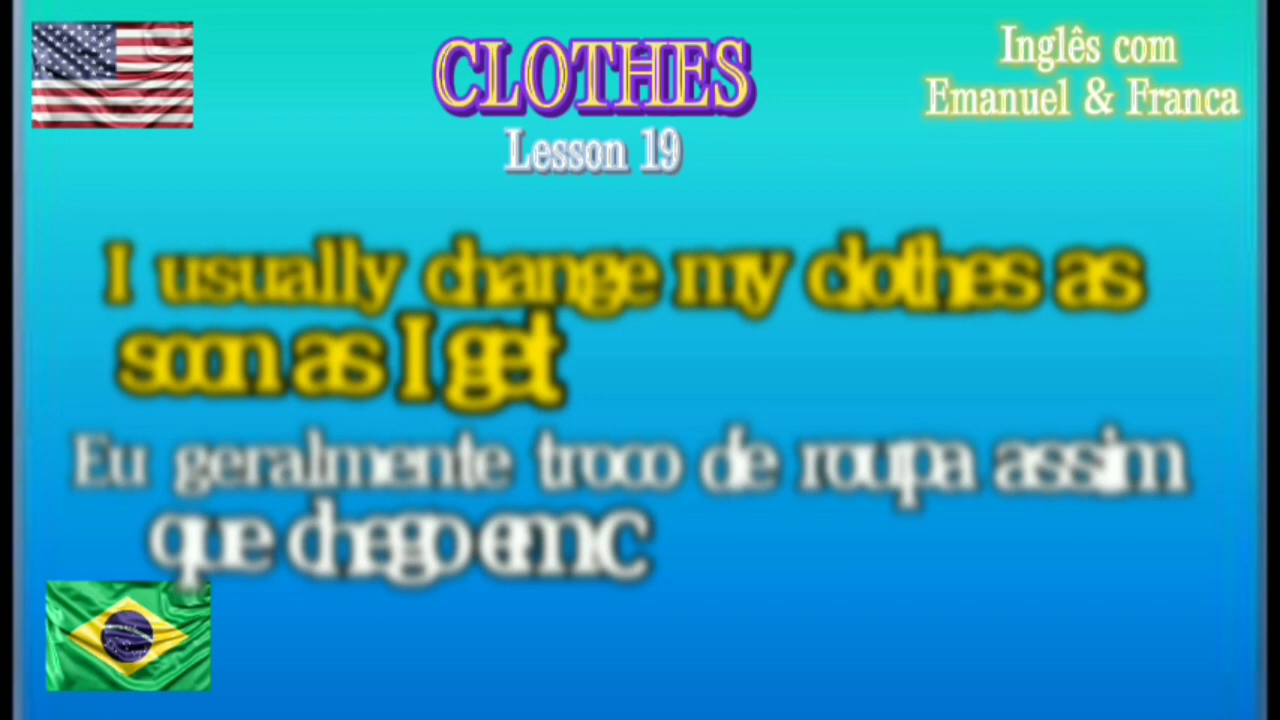 CLOTHES
Lesson 19
Inglês com
Emanuel & Franca
I usually change my clothes as
soon as I get
Eu geralmente troco de roupa assim
que chego em c